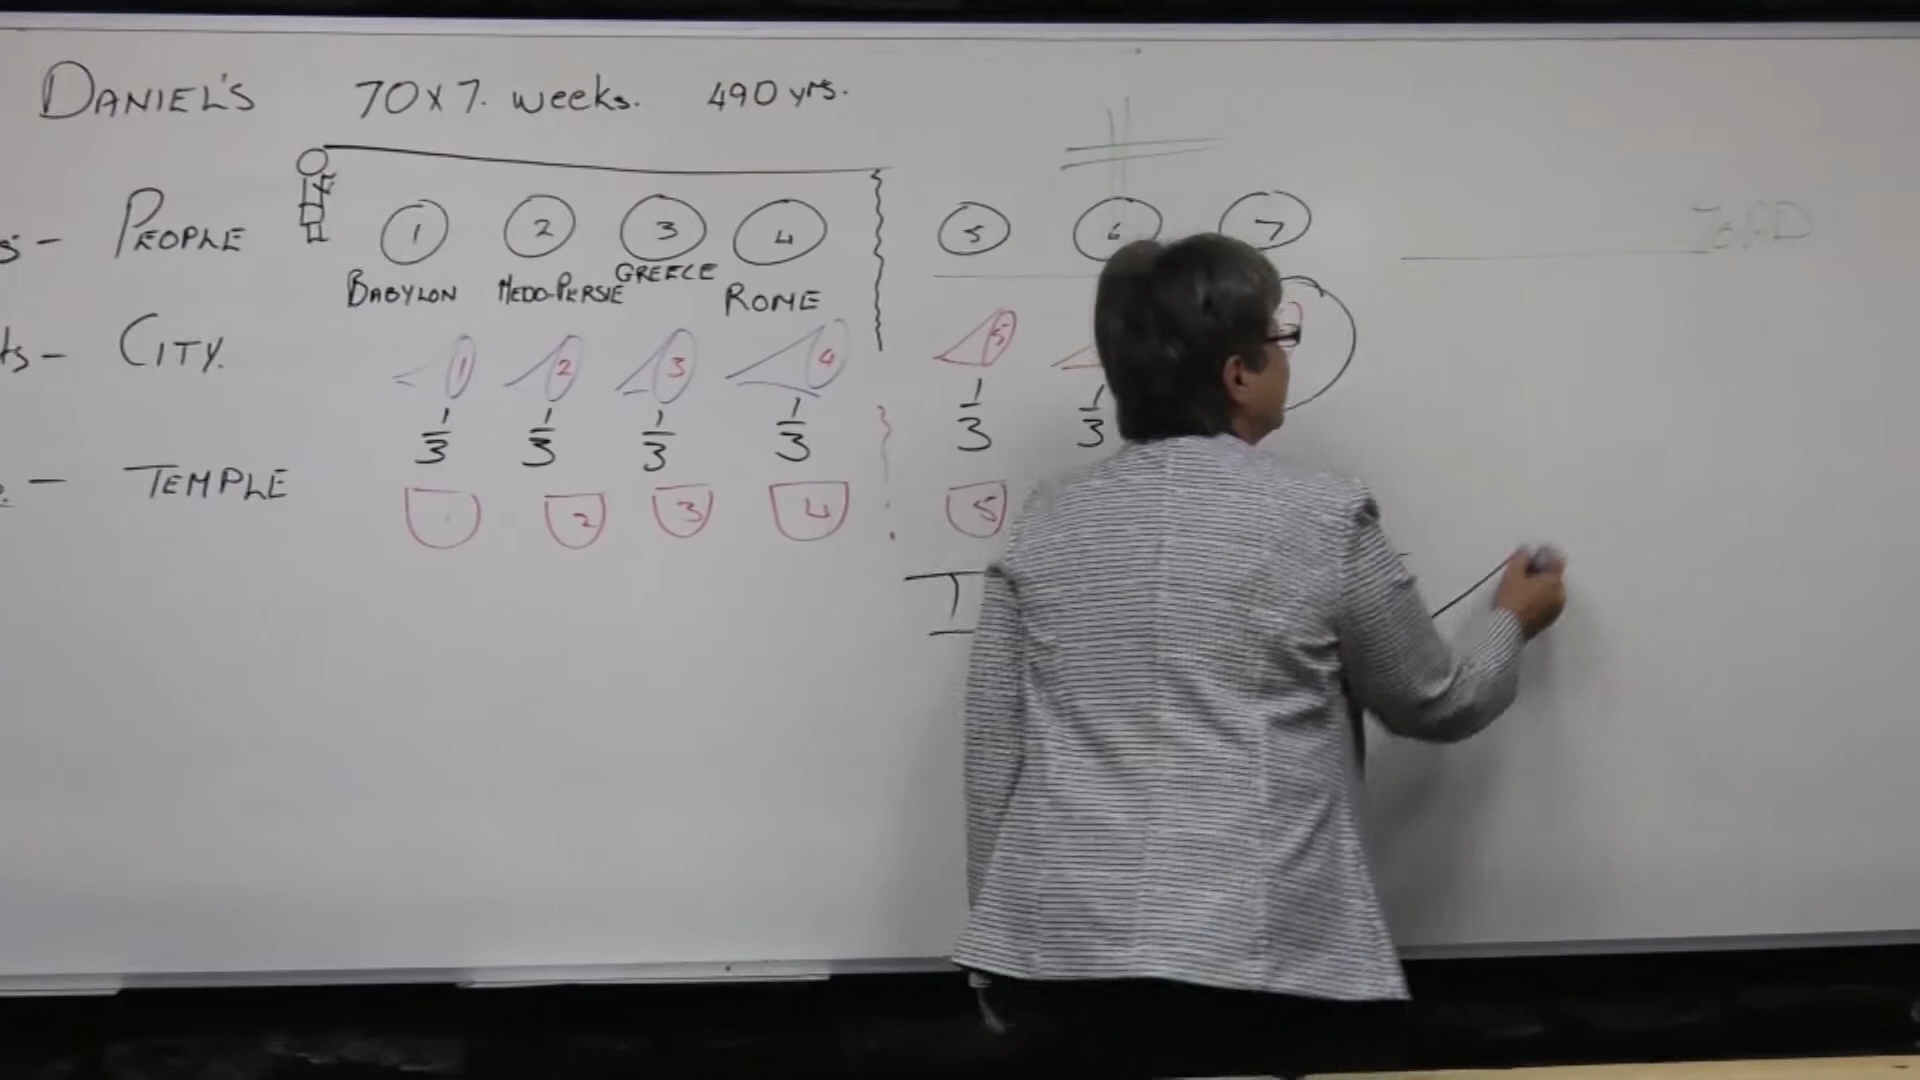 DANIEL'S 70 x 7. weeks. 490 yrs.
s - PEOPLE 1 2 3 4 5 6 7
BABYLON MEDO-PERSIE GREECE ROME
ts - CITY. 1 2 3 4 5
1/3 1/3 1/3 1/3 1/3 1/3
- TEMPLE 2 3 4 5